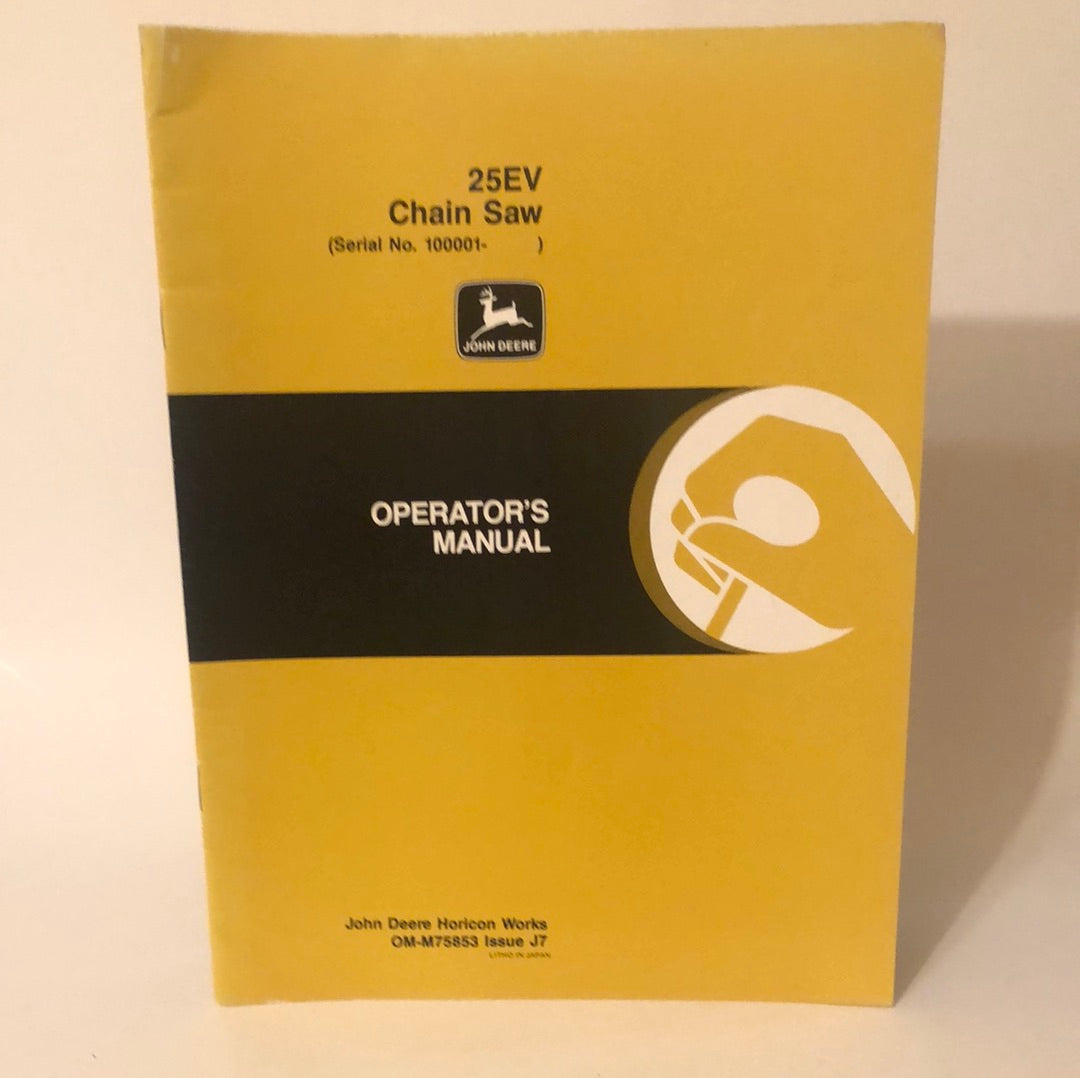 25EV
Chain Saw
(Serial No. 100001- )
JOHN DEERE
OPERATOR'S
MANUAL
John Deere Horicon Works
OM-M75853 Issue J7
LITHO IN JAPAN